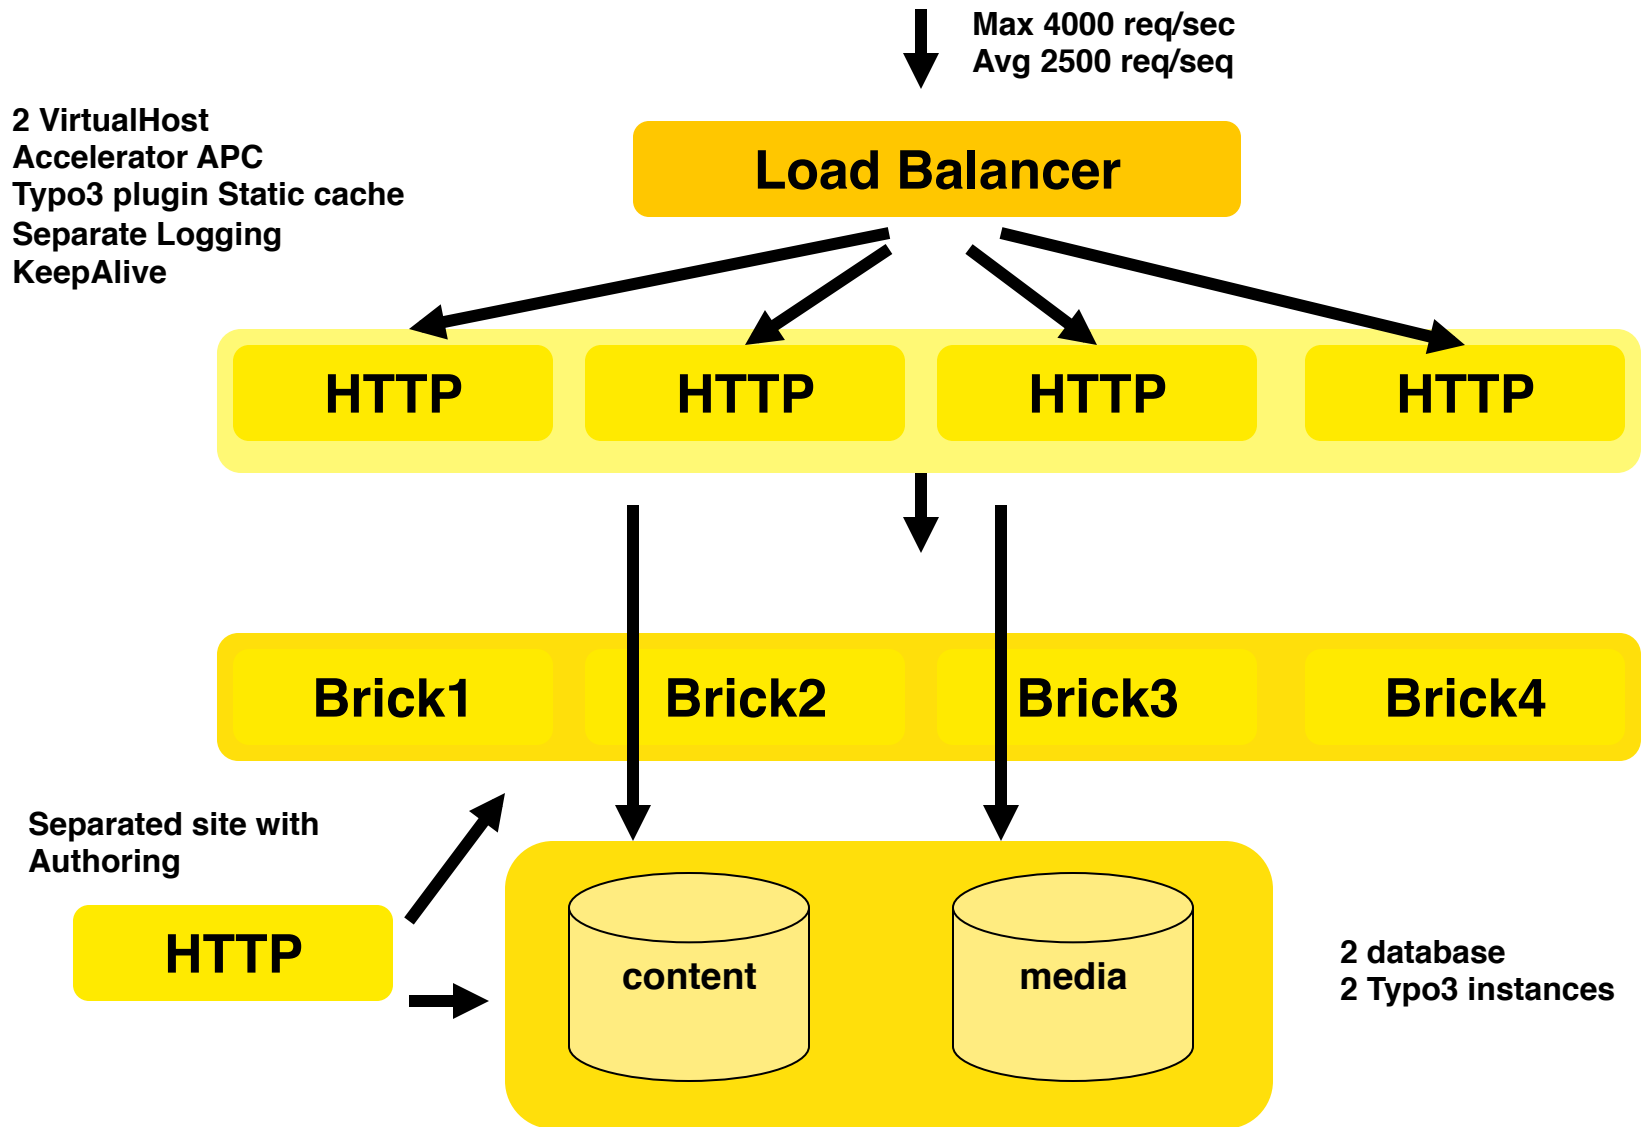 Max 4000 req/sec
Avg 2500 req/seq
2 VirtualHost
Accelerator APC
Typo3 plugin Static cache
Separate Logging
KeepAlive
Load Balancer
HTTP
HTTP
HTTP
HTTP
Brick1
Brick2
Brick3
Brick4
Separated site with
Authoring
HTTP
content
media
2 database
2 Typo3 instances